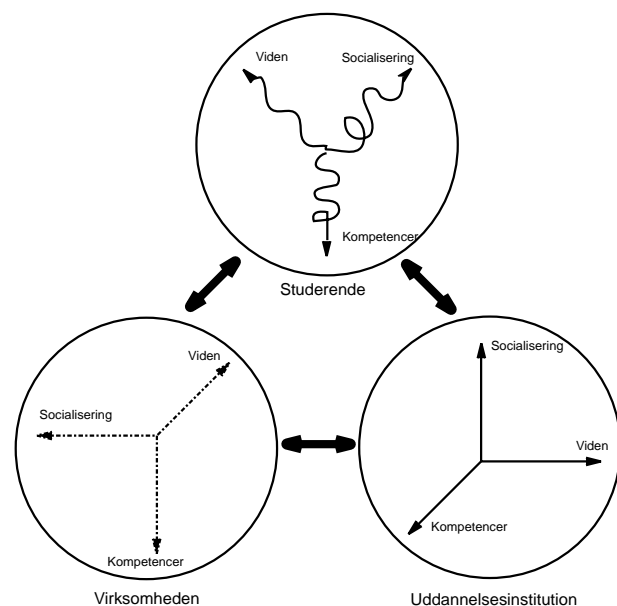 Viden
Socialisering
Kompetencer
Studerende
Viden
Socialisering
Kompetencer
Virksomheden
Socialisering
Viden
Kompetencer
Uddannelsesinstitution